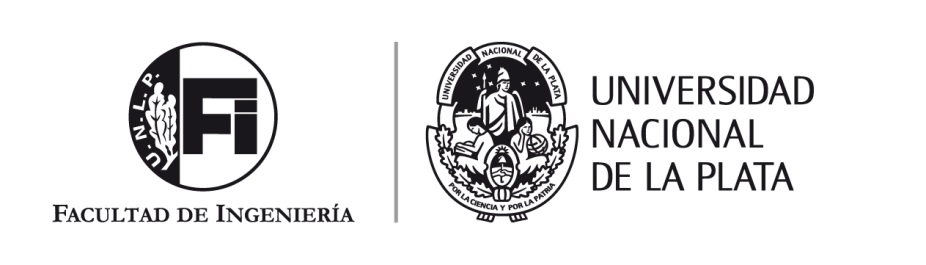 U.N.L.P.
Fi
FACULTAD DE INGENIERÍA
UNIVERSIDAD NACIONAL DE LA PLATA
POR LA CIENCIA Y POR LA PATRIA
UNIVERSIDAD
NACIONAL
DE LA PLATA